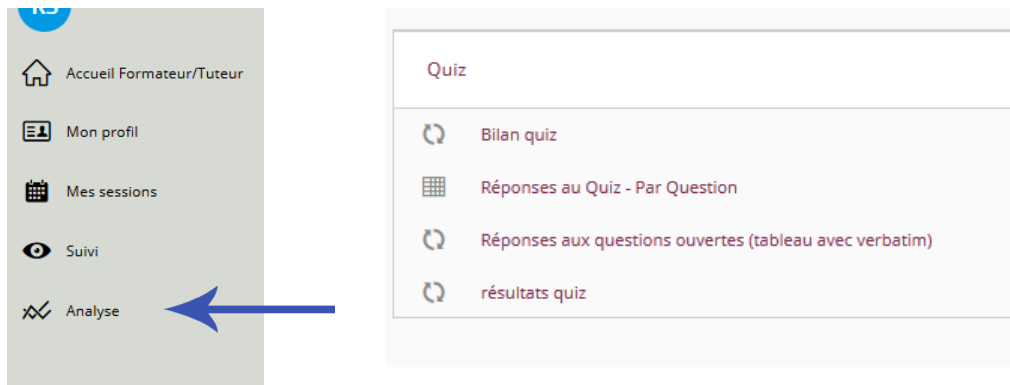 Accueil Formateur/Tuteur
Mon profil
Mes sessions
Suivi
Analyse
Quiz
Bilan quiz
Réponses au Quiz - Par Question
Réponses aux questions ouvertes (tableau avec verbatim)
résultats quiz